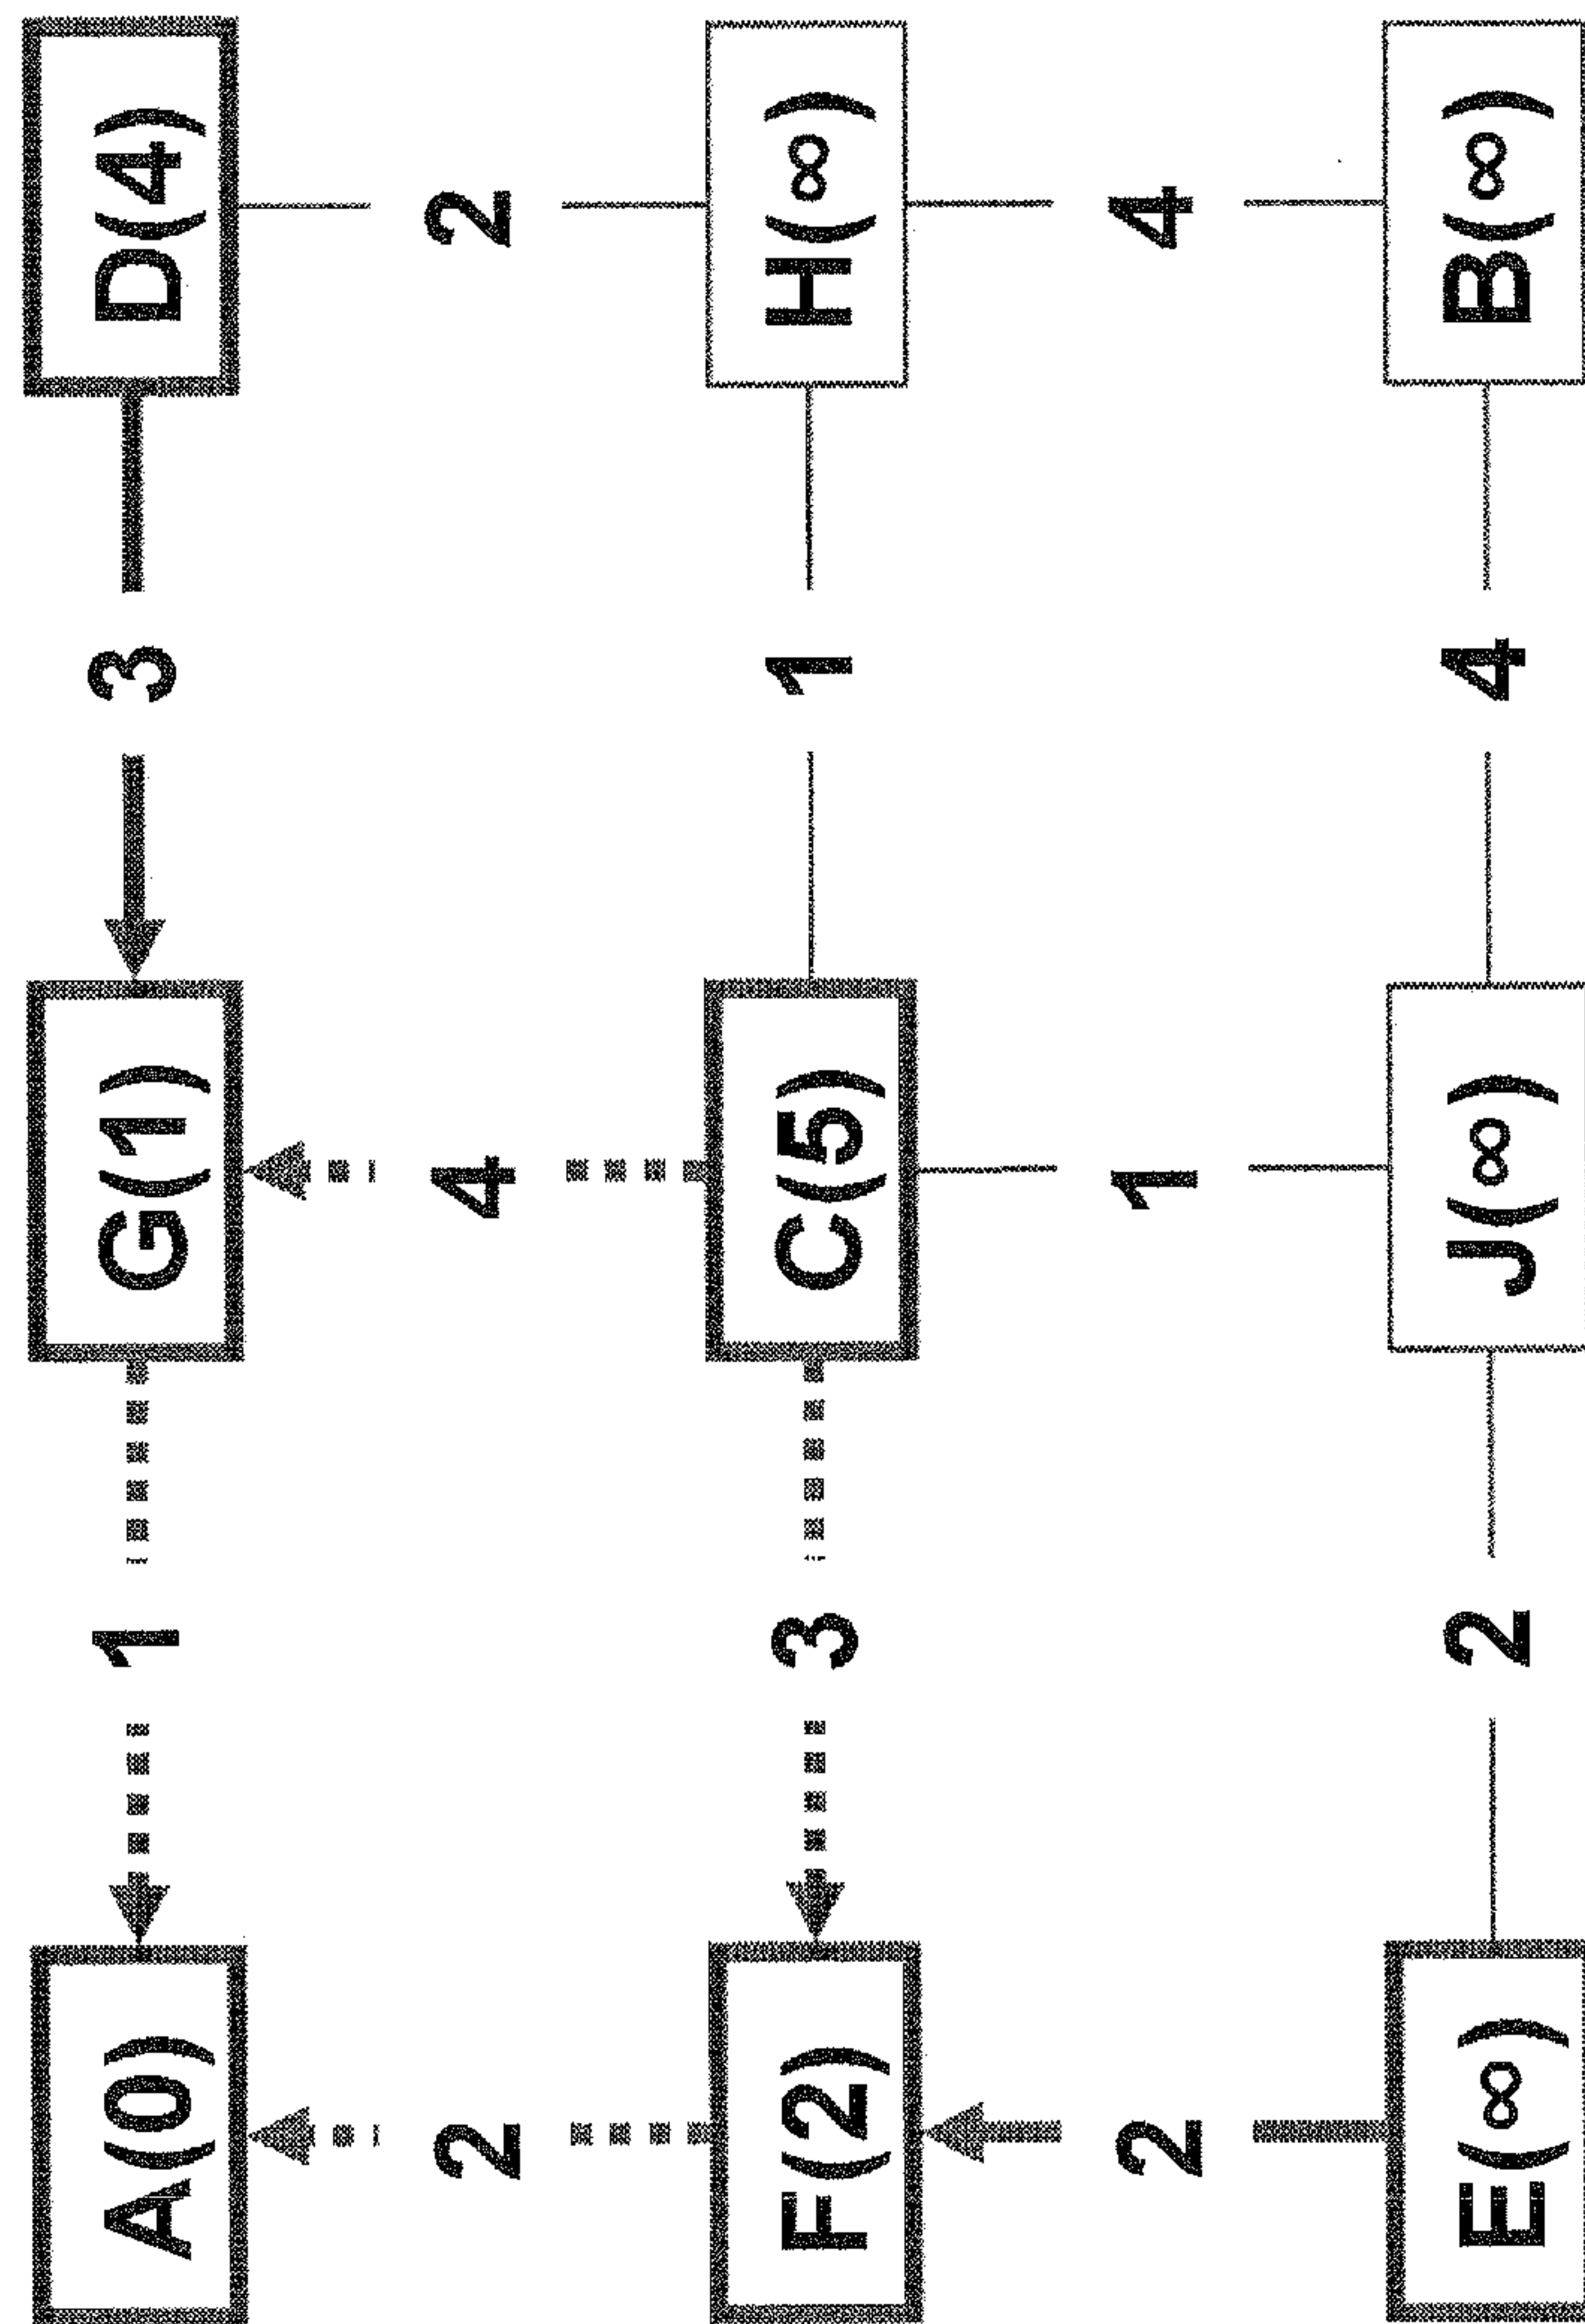 A(0) 1 G(1) 3 D(4)
2 4 2
F(2) 3 C(5) 1 H(∞)
2 1 4
E(∞) 2 J(∞) 4 B(∞)